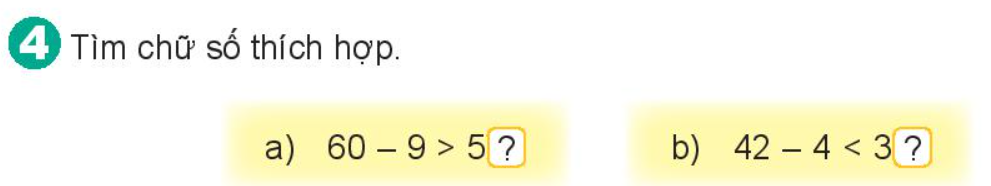 4 Tìm chữ số thích hợp.
a) 60 – 9 > 5 ? b) 42 – 4 < 3 ?